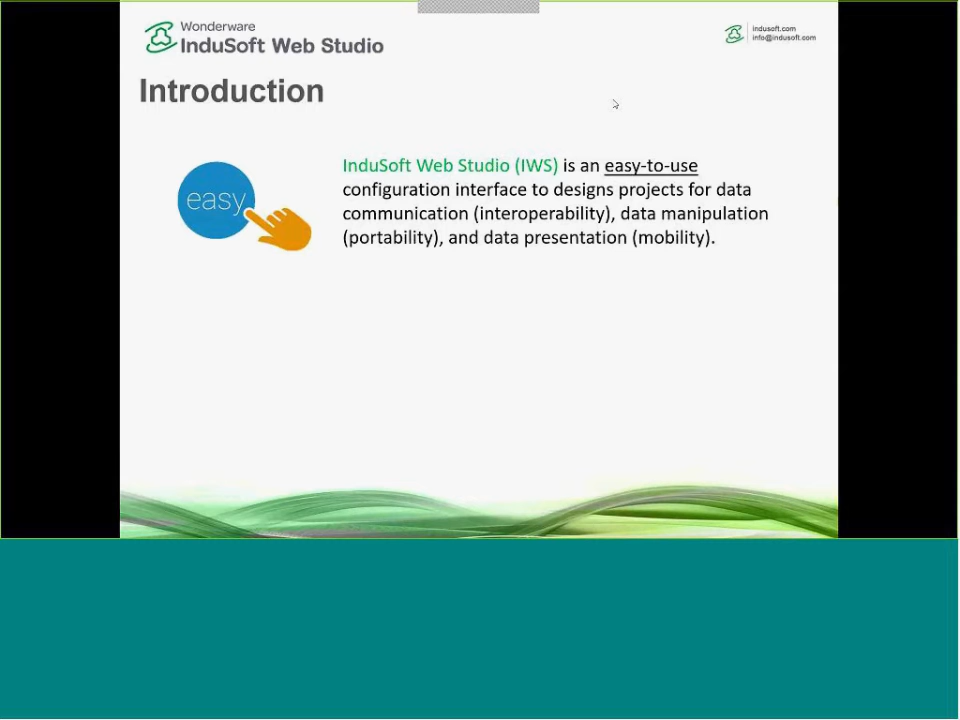 Wonderware
InduSoft Web Studio
indusoft.com
info@indusoft.com
Introduction
easy
InduSoft Web Studio (IWS) is an easy-to-use
configuration interface to designs projects for data
communication (interoperability), data manipulation
(portability), and data presentation (mobility).